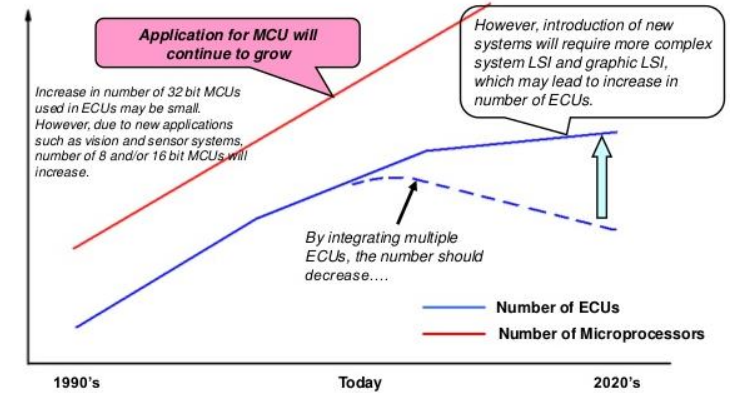 Application for MCU will
continue to grow
However, introduction of new
systems will require more complex
system LSI and graphic LSI,
which may lead to increase in
number of ECUs.
Increase in number of 32 bit MCUs
used in ECUs may be small.
However, due to new applications
such as vision and sensor systems,
number of 8 and/or 16 bit MCUs will
increase.
By integrating multiple
ECUs, the number should
decrease….
Number of ECUs
Number of Microprocessors
1990's
Today
2020's